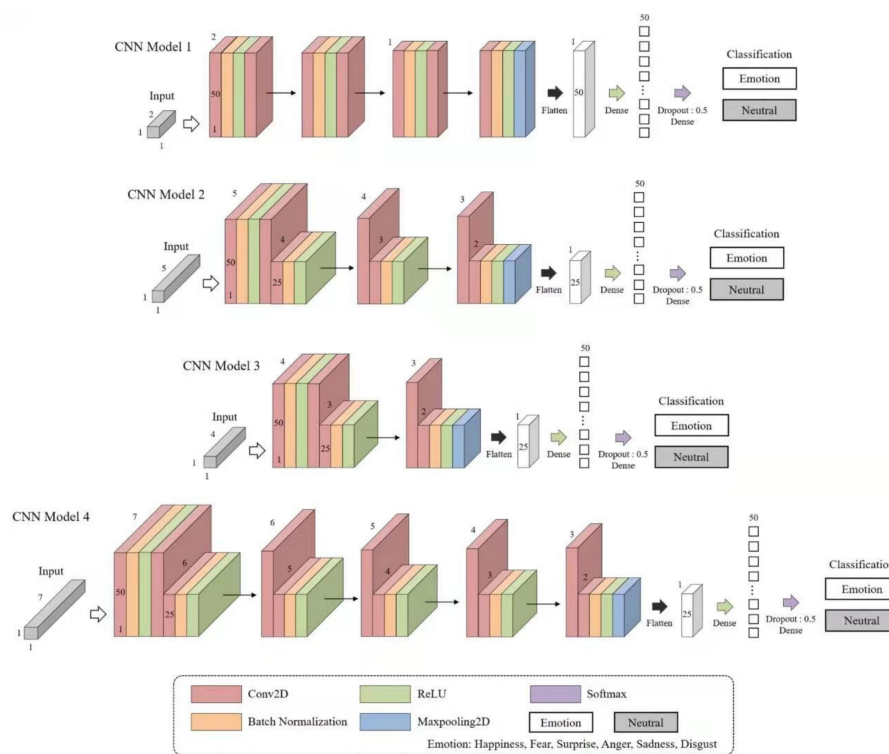 CNN Model 1
Input
2
1
1
2
50
1
1
Flatten
1
50
Dense
50
Dropout : 0.5
Dense
Classification
Emotion
Neutral
CNN Model 2
Input
5
1
1
5
50
1
4
25
4
3
3
2
Flatten
1
25
Dense
50
Dropout : 0.5
Dense
Classification
Emotion
Neutral
CNN Model 3
Input
4
1
1
4
50
1
3
25
3
2
Flatten
1
25
Dense
50
Dropout : 0.5
Dense
Classification
Emotion
Neutral
CNN Model 4
Input
7
1
1
7
50
1
6
25
6
5
5
4
4
3
3
2
Flatten
1
25
Dense
50
Dropout : 0.5
Dense
Classification
Emotion
Neutral
Conv2D
ReLU
Softmax
Batch Normalization
Maxpooling2D
Emotion
Neutral
Emotion: Happiness, Fear, Surprise, Anger, Sadness, Disgust